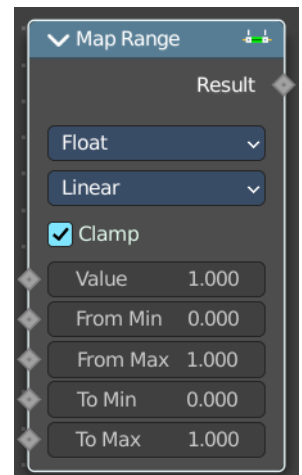 Map Range
Result
Float
Linear
Clamp
Value 1.000
From Min 0.000
From Max 1.000
To Min 0.000
To Max 1.000